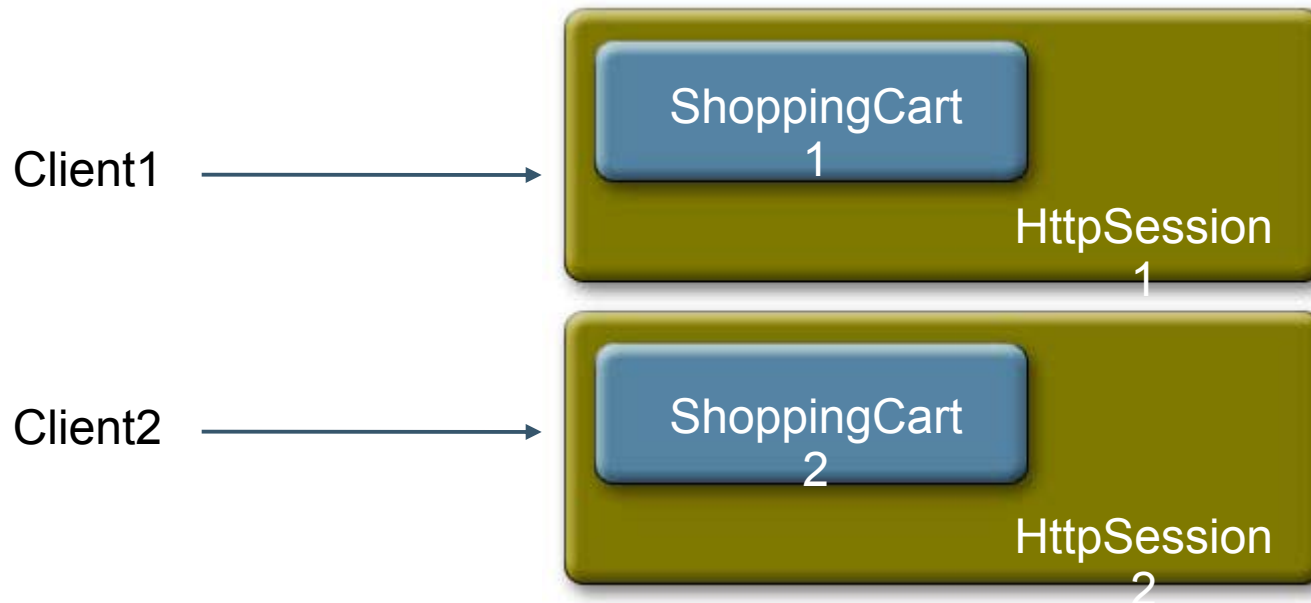 ShoppingCart
1
Client1
HttpSession
1
ShoppingCart
2
Client2
HttpSession
2